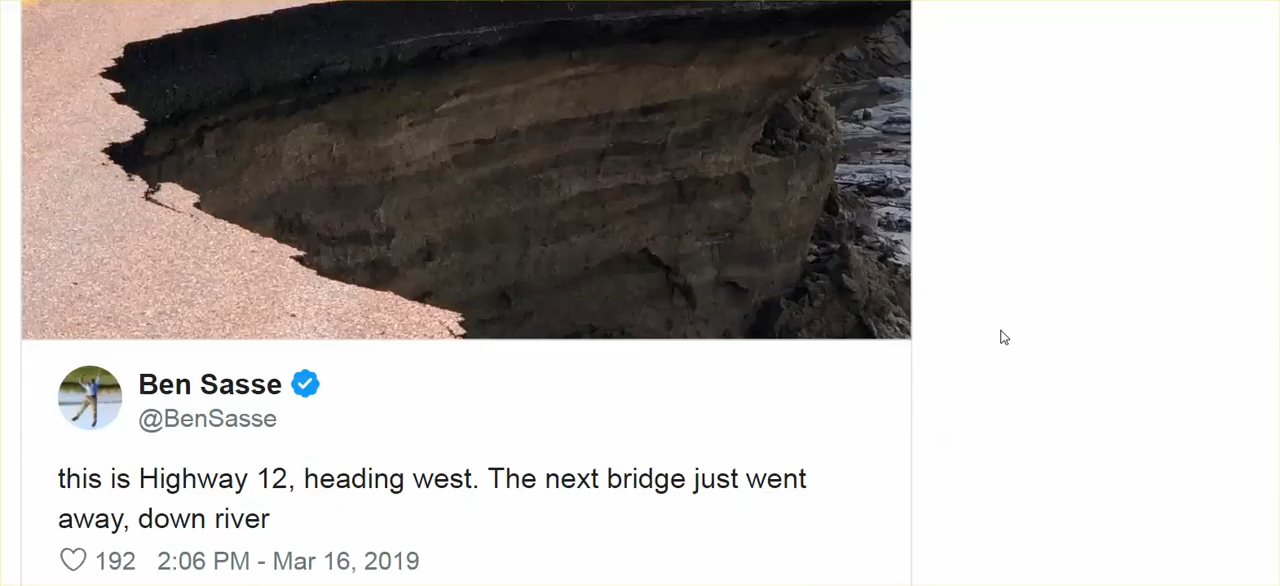 Ben Sasse
@BenSasse
this is Highway 12, heading west. The next bridge just went
away, down river
192 2:06 PM - Mar 16, 2019